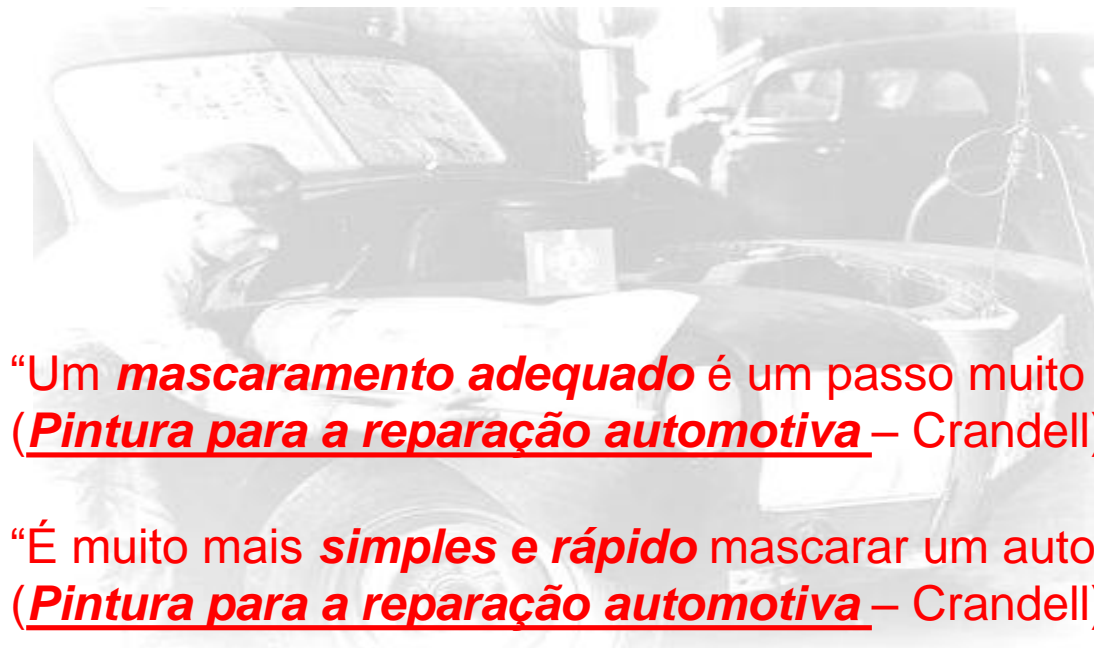 “Um mascaramento adequado é um passo muito
(Pintura para a reparação automotiva – Crandell)
“É muito mais simples e rápido mascarar um auto
(Pintura para a reparação automotiva – Crandell)